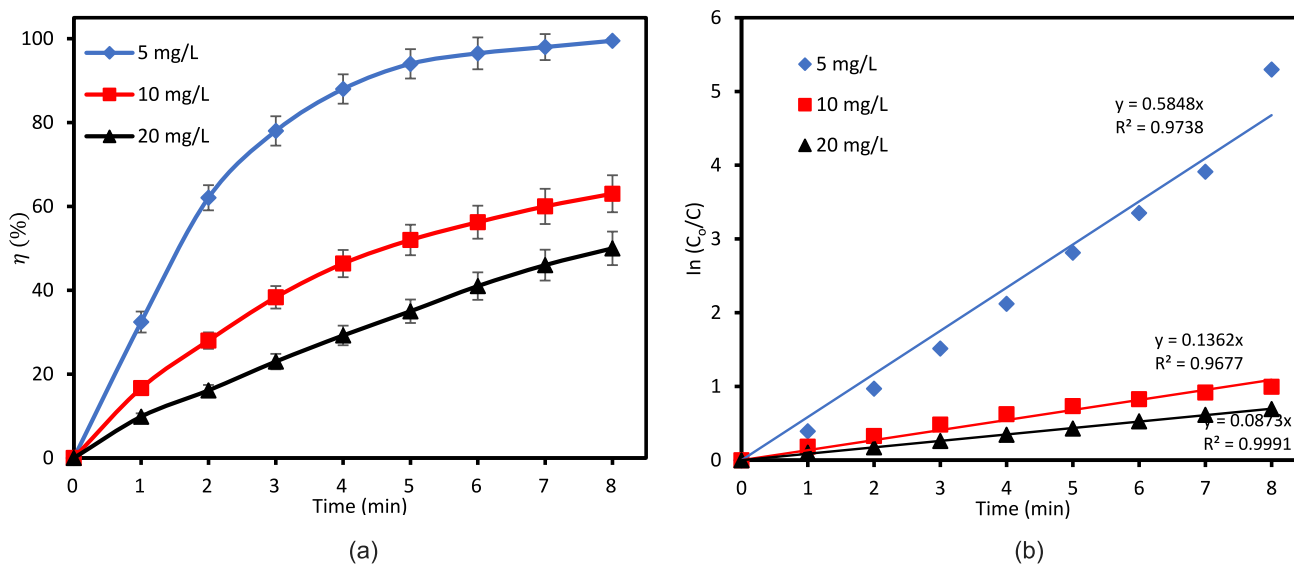 100
80
60
40
20
0
η (%)
5 mg/L
10 mg/L
20 mg/L
0 1 2 3 4 5 6 7 8
Time (min)
(a)
6
5
4
3
2
1
0
ln (Co/C)
5 mg/L
10 mg/L
20 mg/L
y = 0.5848x
R² = 0.9738
y = 0.1362x
R² = 0.9677
y = 0.0873x
R² = 0.9991
0 1 2 3 4 5 6 7 8
Time (min)
(b)